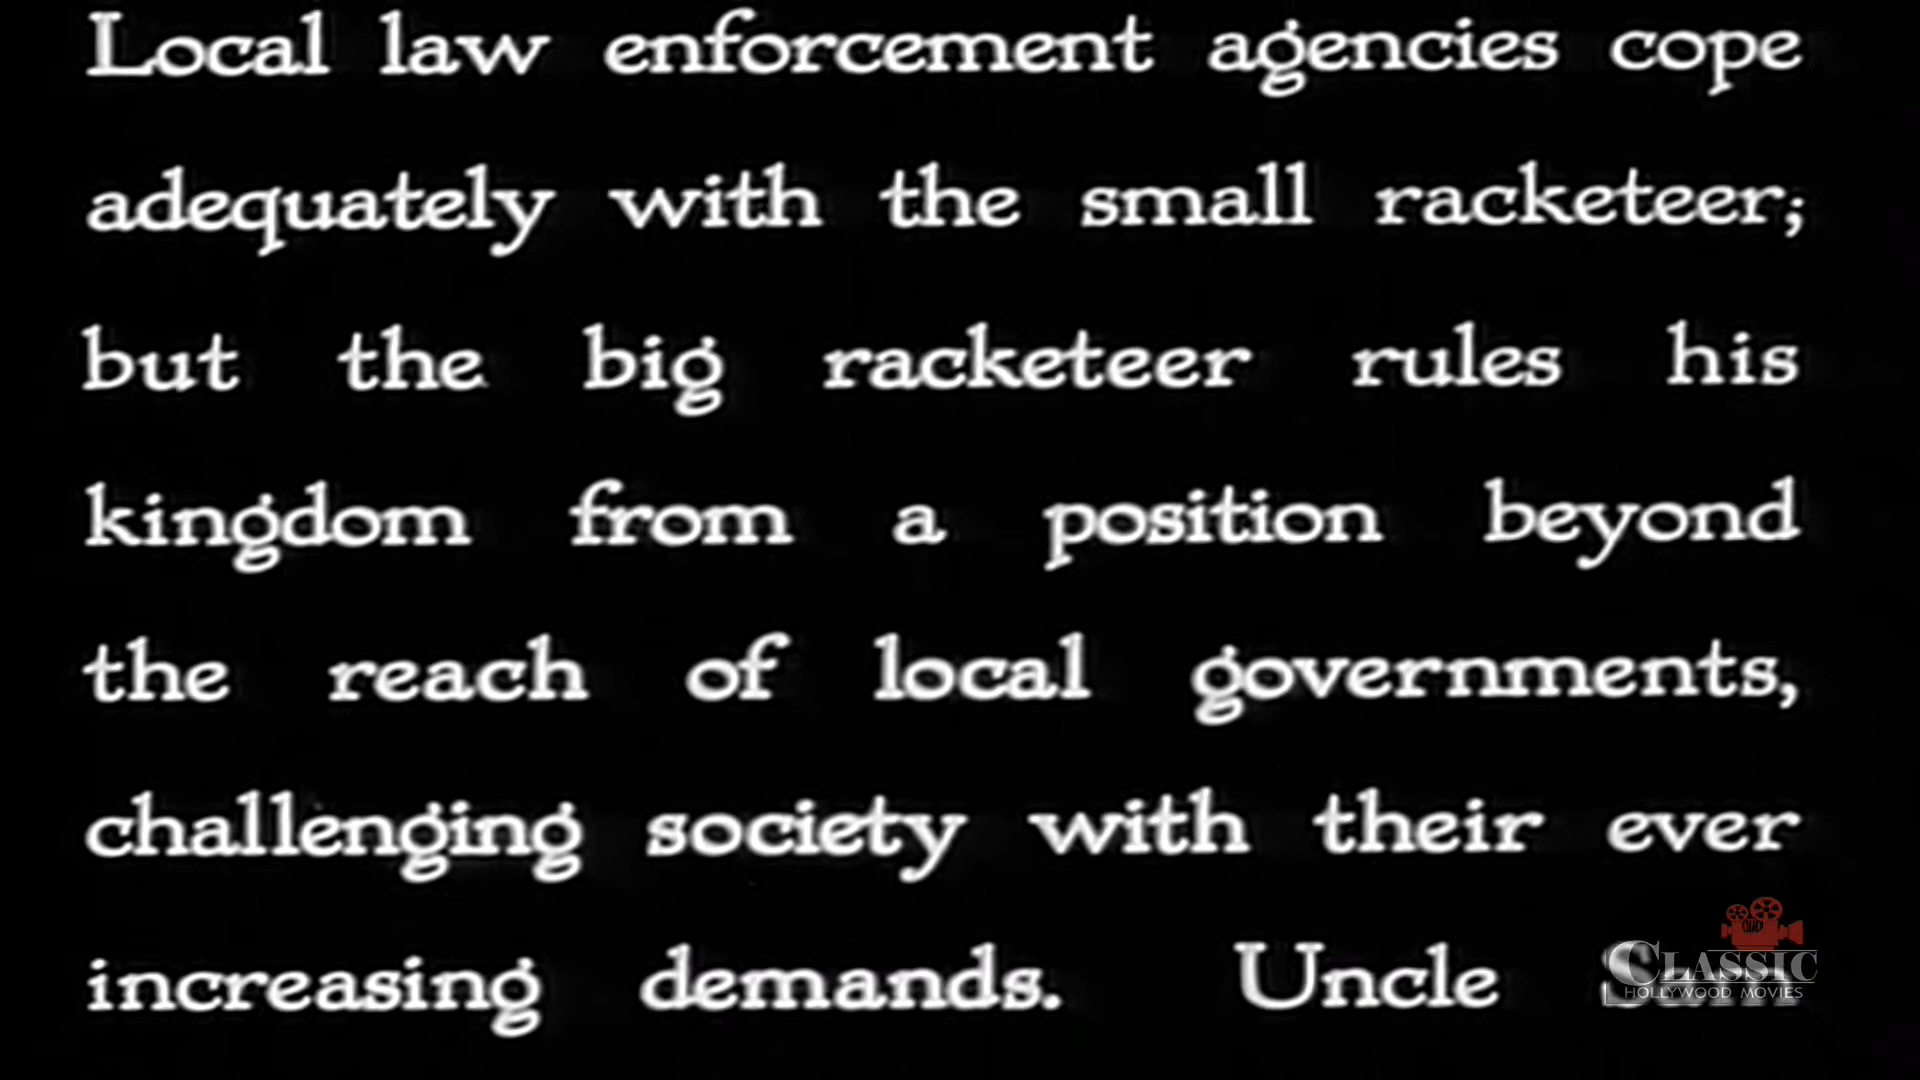 Local law enforcement agencies cope
adequately with the small racketeer;
but the big racketeer rules his
kingdom from a position beyond
the reach of local governments,
challenging society with their ever
increasing demands. Uncle
CLASSIC
HOLLYWOOD MOVIES